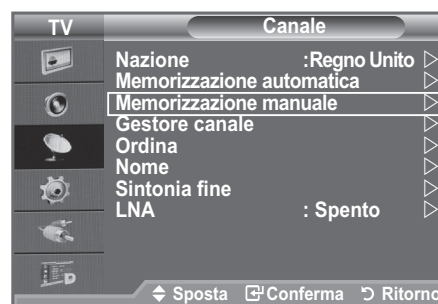 TV Canale
Nazione :Regno Unito
Memorizzazione automatica
Memorizzazione manuale
Gestore canale
Ordina
Nome
Sintonia fine
LNA : Spento
Sposta Conferma Ritorno